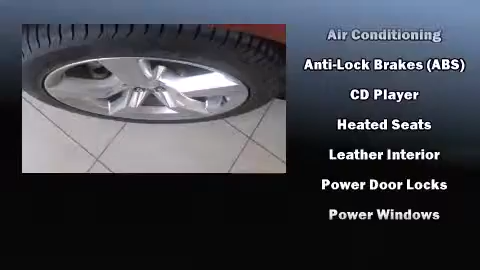 Air Conditioning
Anti-Lock Brakes (ABS)
CD Player
Heated Seats
Leather Interior
Power Door Locks
Power Windows